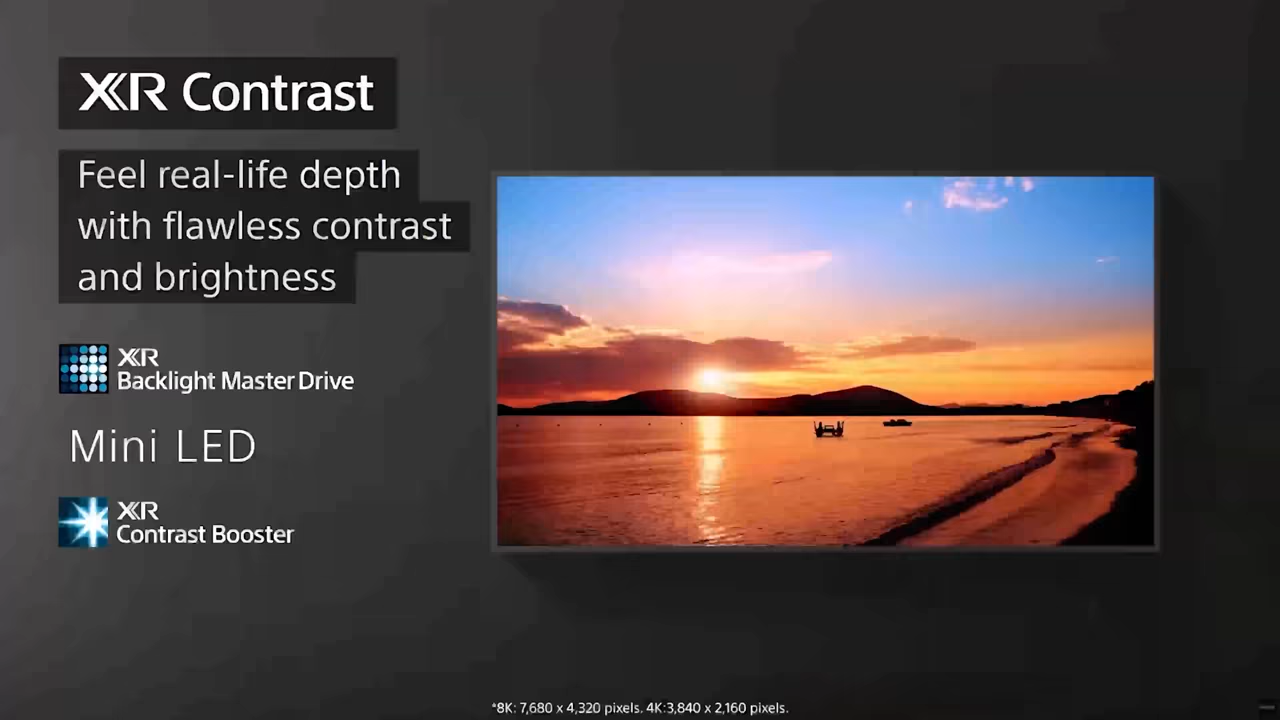 XR Contrast
Feel real-life depth
with flawless contrast
and brightness
XR
Backlight Master Drive
Mini LED
XR
Contrast Booster
*8K: 7,680 x 4,320 pixels. 4K:3,840 x 2,160 pixels.